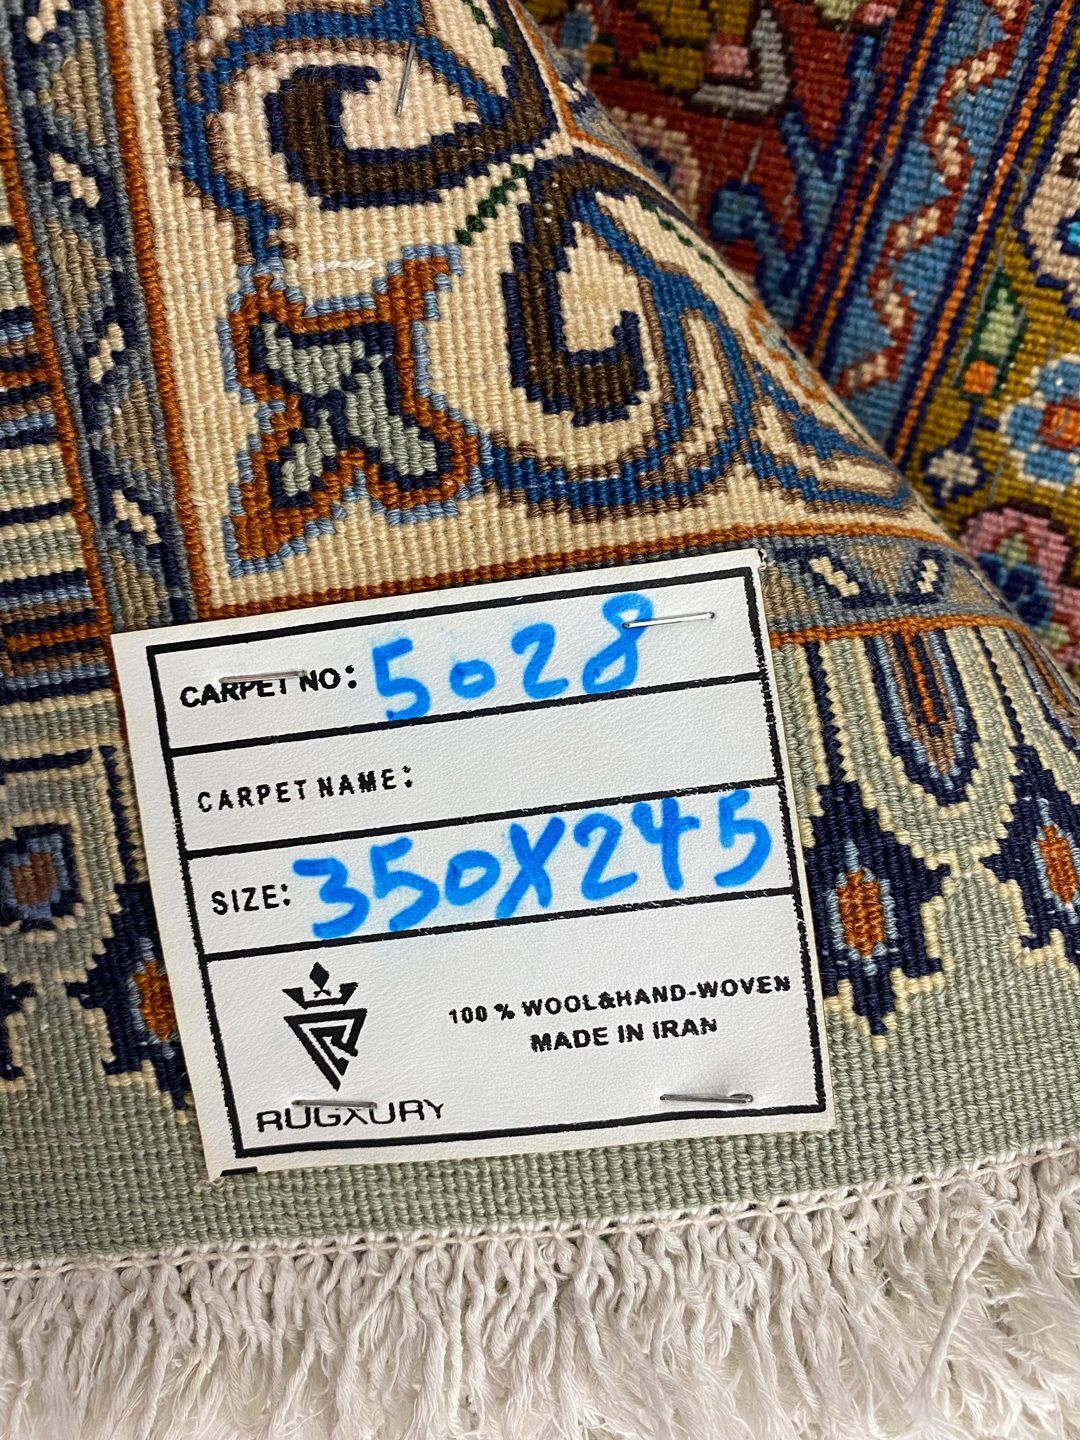 CARPET NO: 5028
CARPET NAME:
SIZE: 350X245
100 % WOOL&HAND-WOVEN
MADE IN IRAN
RUGXURY